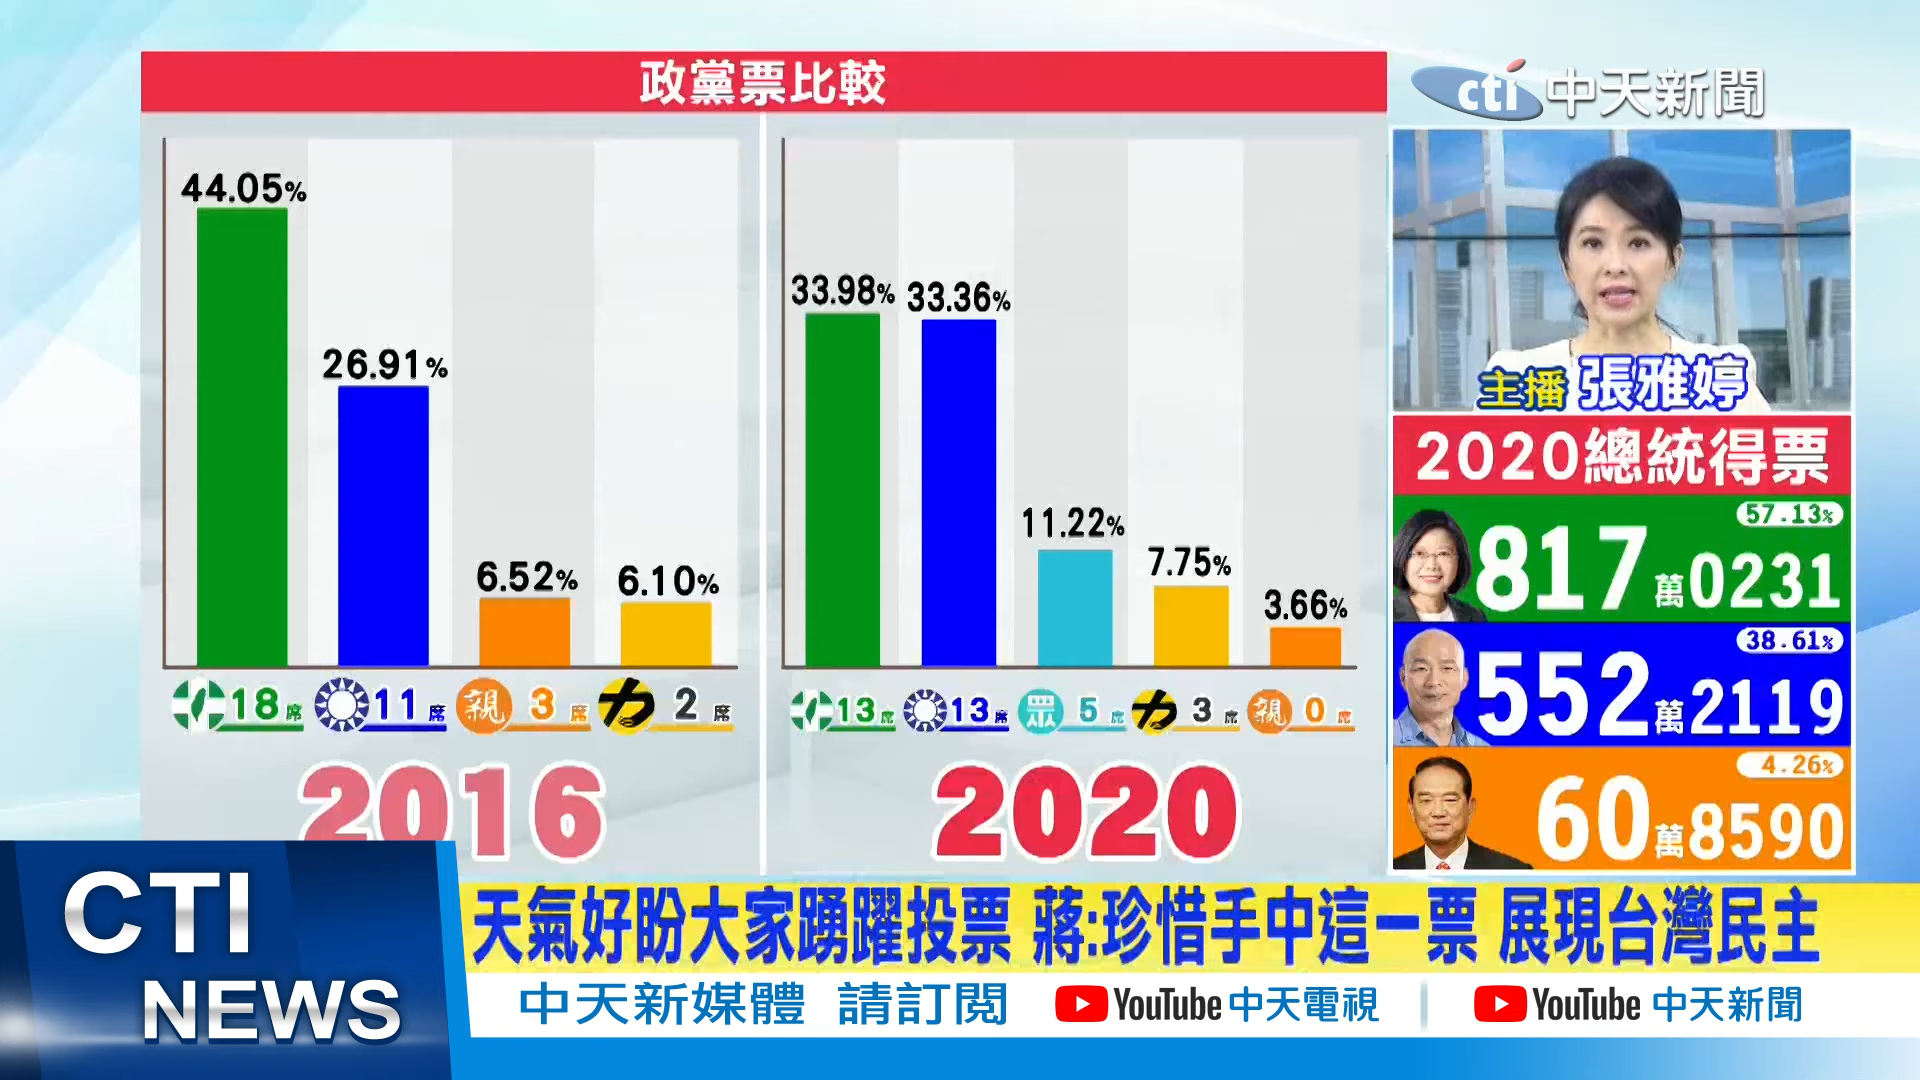 政黨票比較
cti 中天新聞
44.05%
26.91%
6.52%
6.10%
18席
11席
親 3席
力 2席
2016
33.98%
33.36%
11.22%
7.75%
3.66%
13席
13席
眾 5席
力 3席
親 0席
2020
主播 張雅婷
2020總統得票
57.13%
817萬0231
38.61%
552萬2119
4.26%
60萬8590
CTI
NEWS
天氣好盼大家踴躍投票 蔣:珍惜手中這一票 展現台灣民主
中天新媒體 請訂閱 YouTube 中天電視 YouTube 中天新聞